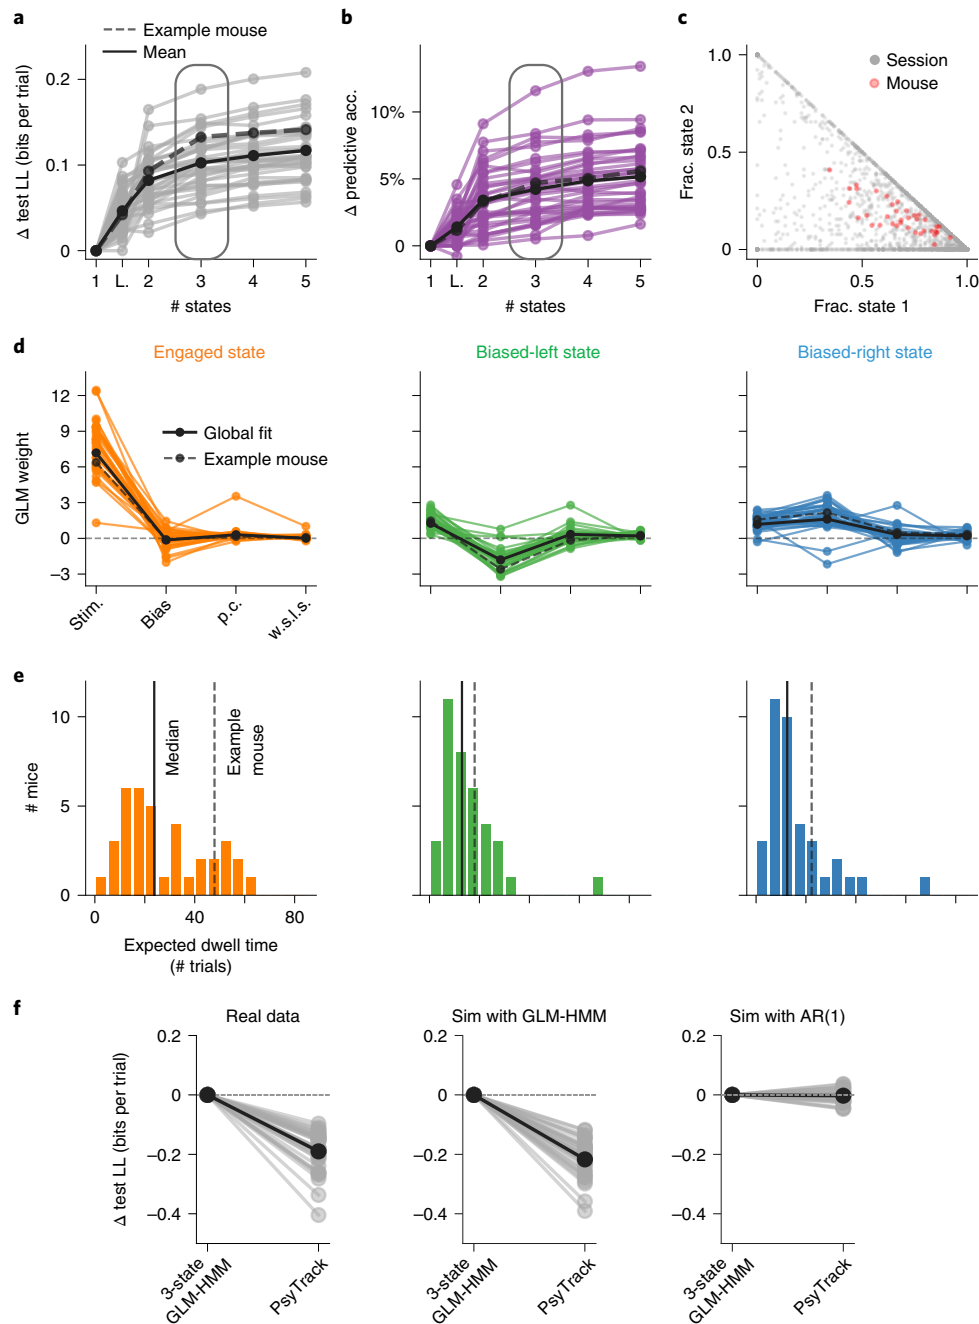 a
Example mouse
Mean
Δ test LL (bits per trial)
0.2
0.1
0
1 L. 2 3 4 5
# states
b
Δ predictive acc.
10%
5%
0
1 L. 2 3 4 5
# states
c
Session
Mouse
Frac. state 2
1.0
0.5
0
0 0.5 1.0
Frac. state 1
d
Engaged state
Biased-left state
Biased-right state
GLM weight
12
9
6
3
0
–3
Global fit
Example mouse
Stim.
Bias
p.c.
w.s.l.s.
e
# mice
10
5
0
Median
Example
mouse
0 40 80
Expected dwell time
(# trials)
f
Real data
Sim with GLM-HMM
Sim with AR(1)
Δ test LL (bits per trial)
0.2
0
–0.2
–0.4
3-state
GLM-HMM
PsyTrack
0.2
0
–0.2
–0.4
3-state
GLM-HMM
PsyTrack
0.2
0
–0.2
–0.4
3-state
GLM-HMM
PsyTrack